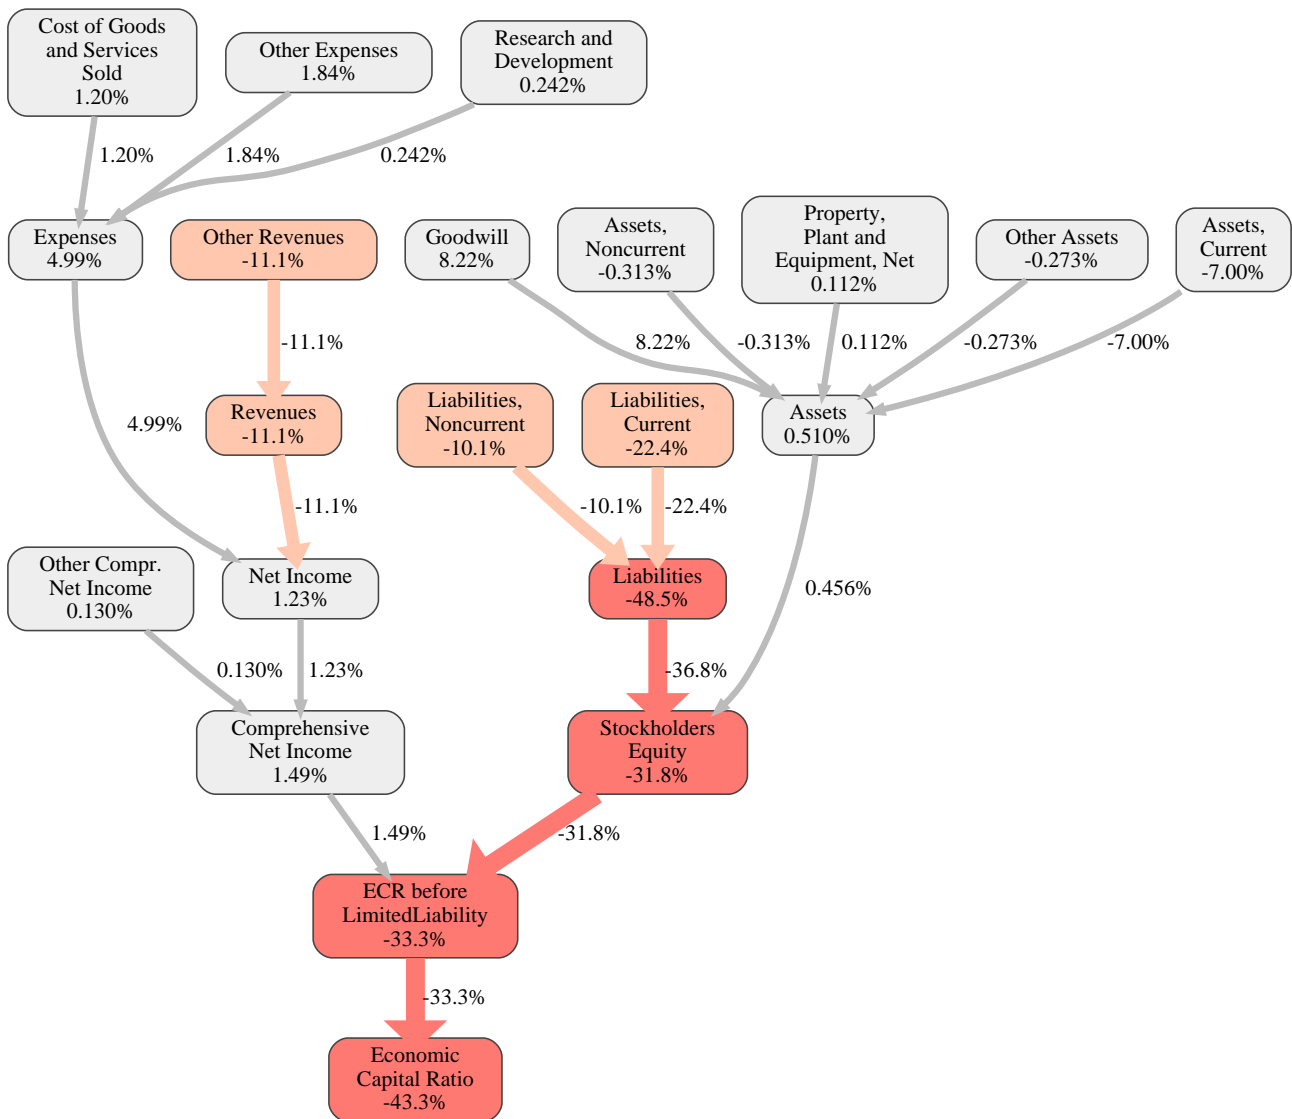 Cost of Goods
and Services
Sold
1.20%
Other Expenses
1.84%
Research and
Development
0.242%
1.20%
1.84%
0.242%
Expenses
4.99%
Other Revenues
-11.1%
Goodwill
8.22%
Assets,
Noncurrent
-0.313%
Property,
Plant and
Equipment, Net
0.112%
Other Assets
-0.273%
Assets,
Current
-7.00%
-11.1%
8.22%
-0.313%
0.112%
-0.273%
-7.00%
4.99%
Revenues
-11.1%
Liabilities,
Noncurrent
-10.1%
Liabilities,
Current
-22.4%
Assets
0.510%
-11.1%
-10.1%
-22.4%
0.456%
Other Compr.
Net Income
0.130%
Net Income
1.23%
Liabilities
-48.5%
0.130%
1.23%
-36.8%
Comprehensive
Net Income
1.49%
Stockholders
Equity
-31.8%
1.49%
-31.8%
ECR before
LimitedLiability
-33.3%
-33.3%
Economic
Capital Ratio
-43.3%